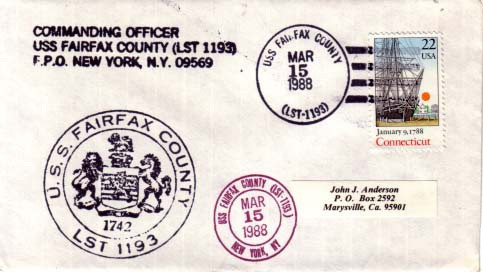 COMMANDING OFFICER
USS FAIRFAX COUNTY (LST 1193)
F.P.O. NEW YORK, N.Y. 09569
USS FAIRFAX COUNTY
MAR
15
1988
(LST-1193)
22
USA
January 9, 1788
Connecticut
U.S.S. FAIRFAX COUNTY
1742
LST 1193
USS FAIRFAX COUNTY (LST-1193)
MAR
15
1988
NEW YORK, NY
John J. Anderson
P. O. Box 2592
Marysville, Ca. 95901